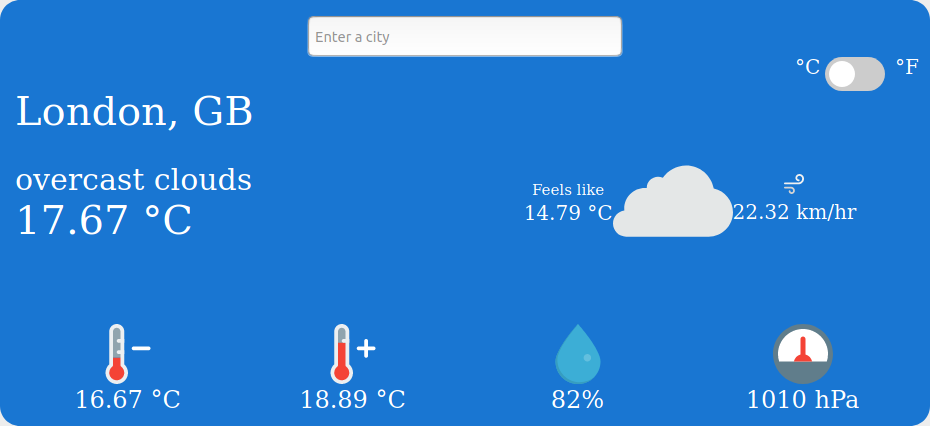 Enter a city
°C °F
London, GB
overcast clouds
17.67 °C
Feels like
14.79 °C
22.32 km/hr
16.67 °C
18.89 °C
82%
1010 hPa